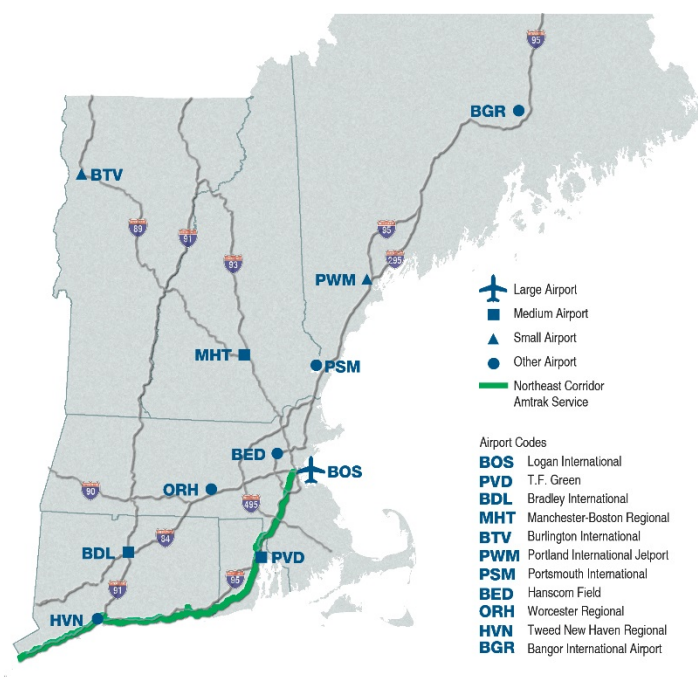 95
BGR
BTV
89
91
93
95
295
PWM
Large Airport
Medium Airport
Small Airport
Other Airport
Northeast Corridor
Amtrak Service
MHT
PSM
BED
BOS
90
ORH
495
84
BDL
PVD
95
91
HVN
Airport Codes
BOS Logan International
PVD T.F. Green
BDL Bradley International
MHT Manchester-Boston Regional
BTV Burlington International
PWM Portland International Jetport
PSM Portsmouth International
BED Hanscom Field
ORH Worcester Regional
HVN Tweed New Haven Regional
BGR Bangor International Airport